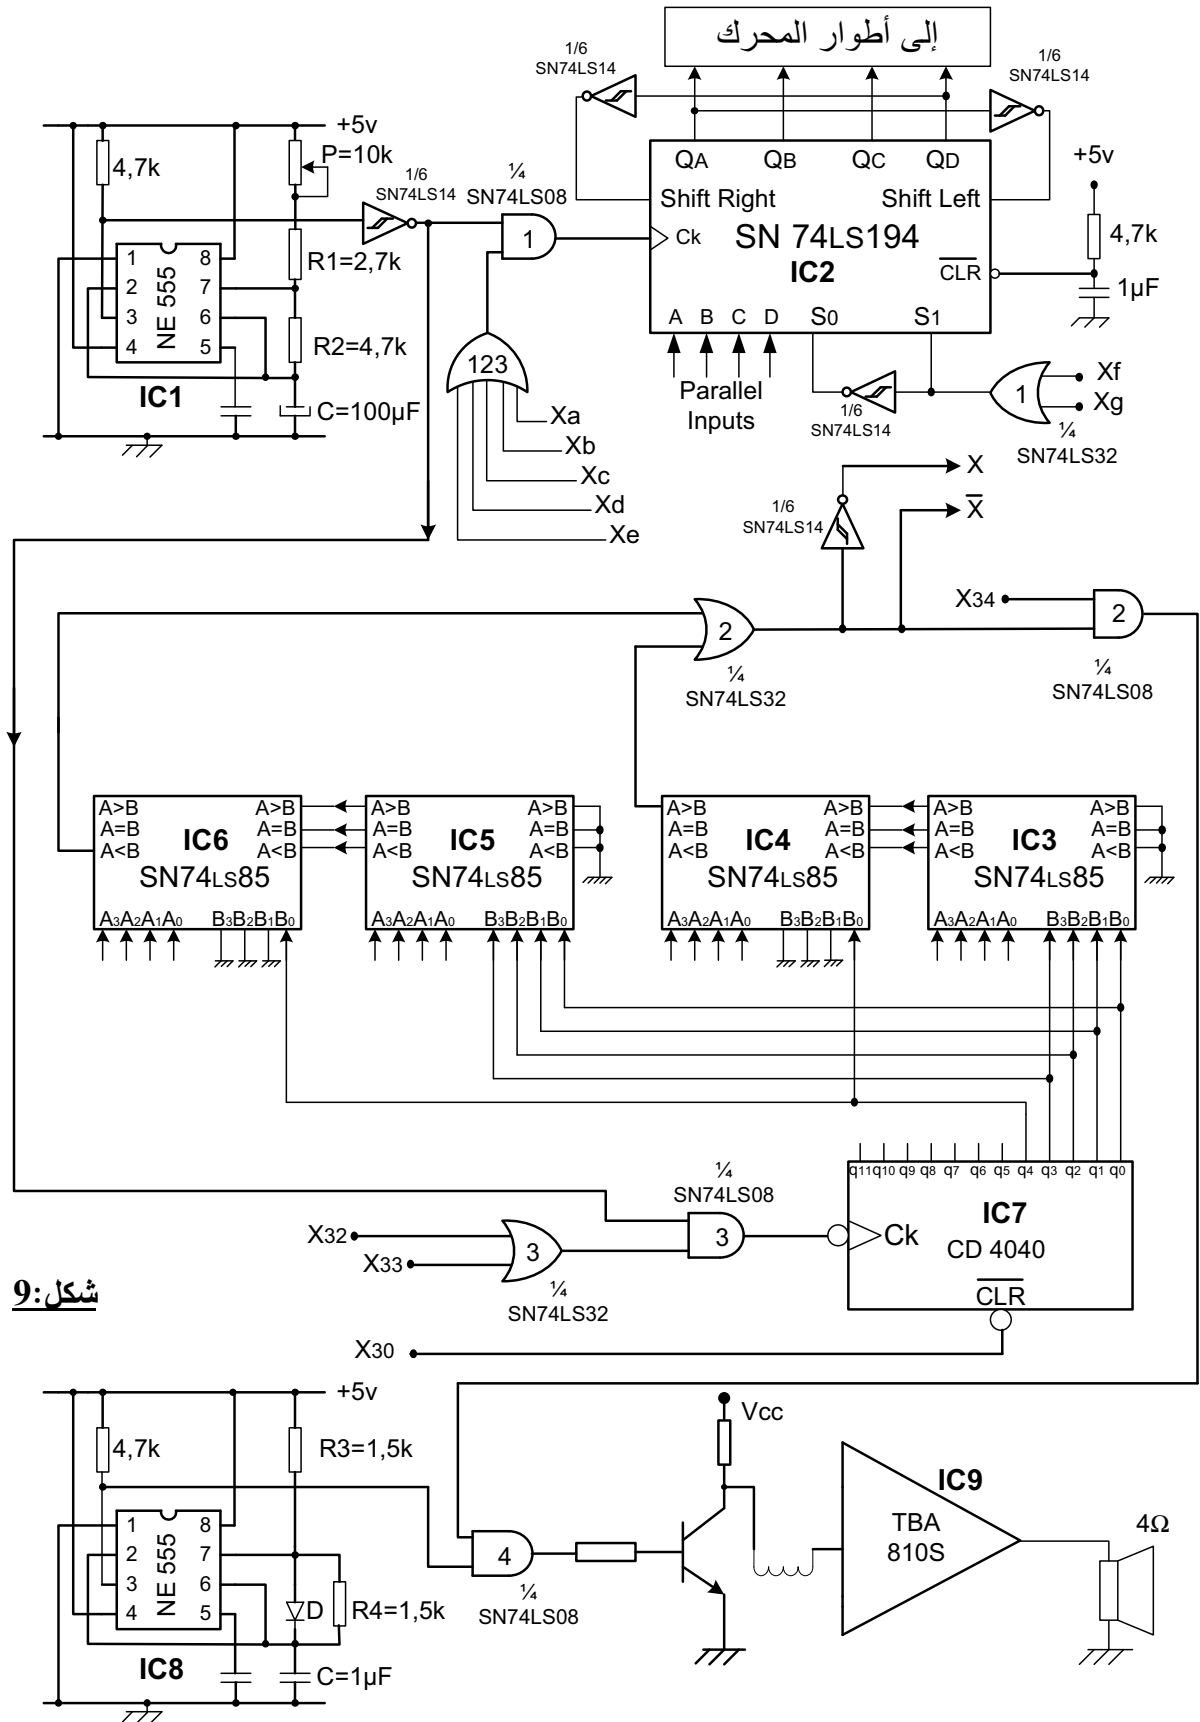 إلى أطوار المحرك
1/6
SN74LS14
1/6
SN74LS14
+5v
4,7k
P=10k
1/6
SN74LS14
¼
SN74LS08
1
QA QB QC QD
Shift Right Shift Left
Ck
SN 74LS194
IC2
CLR
A B C D S0 S1
Parallel
Inputs
+5v
4,7k
1µF
R1=2,7k
1 8
2 7
3 6
4 5
NE 555
R2=4,7k
IC1
C=100µF
123
Xa
Xb
Xc
Xd
Xe
1/6
SN74LS14
1
Xf
Xg
¼
SN74LS32
X
X̅
1/6
SN74LS14
X34
2
¼
SN74LS08
2
¼
SN74LS32
A>B A>B
A=B IC6 A=B
A<B A<B
SN74LS85
A3A2A1A0 B3B2B1B0
A>B A>B
A=B IC5 A=B
A<B A<B
SN74LS85
A3A2A1A0 B3B2B1B0
A>B A>B
A=B IC4 A=B
A<B A<B
SN74LS85
A3A2A1A0 B3B2B1B0
A>B A>B
A=B IC3 A=B
A<B A<B
SN74LS85
A3A2A1A0 B3B2B1B0
q11 q10 q9 q8 q7 q6 q5 q4 q3 q2 q1 q0
IC7
Ck
CD 4040
CLR
¼
SN74LS08
3
X32
X33
3
¼
SN74LS32
شكل:9
X30
+5v
4,7k
R3=1,5k
1 8
2 7
3 6
4 5
NE 555
D
R4=1,5k
IC8
C=1µF
4
¼
SN74LS08
Vcc
IC9
TBA
810S
4Ω